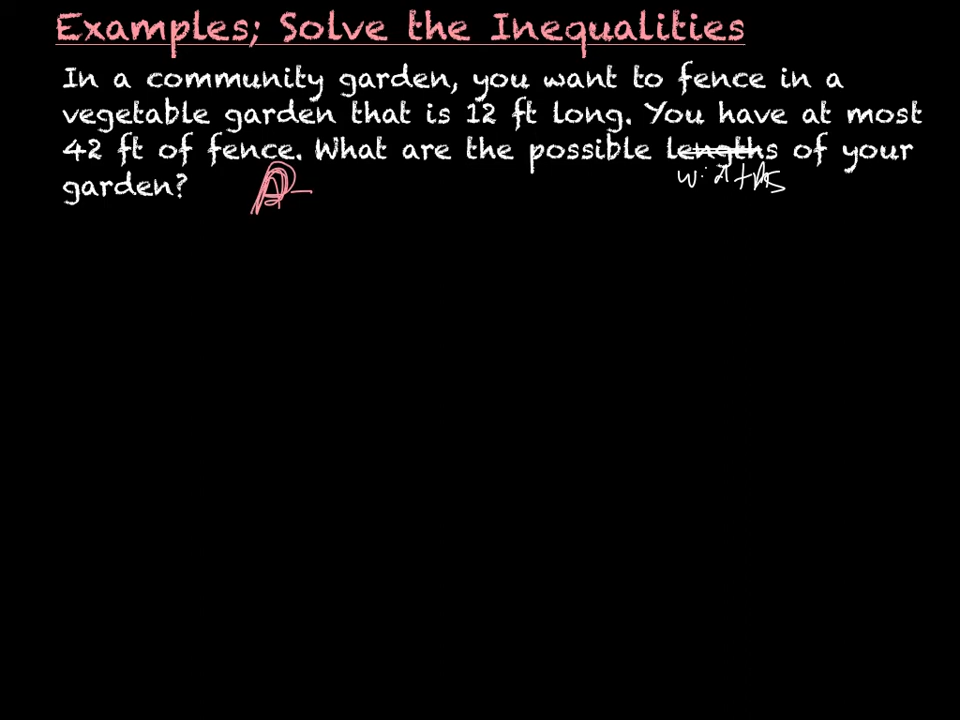 Examples; Solve the Inequalities
In a community garden, you want to fence in a
vegetable garden that is 12 ft long. You have at most
42 ft of fence. What are the possible lengths of your
widths
garden?